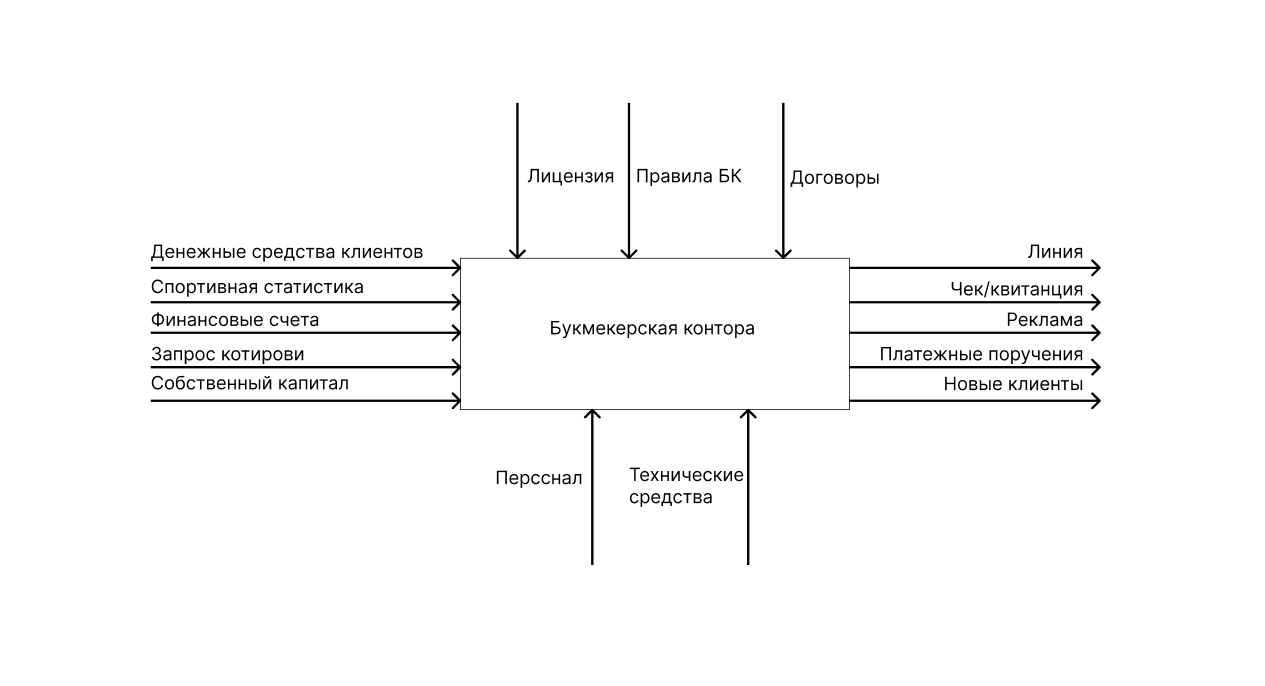 Лицензия
Правила БК
Договоры
Денежные средства клиентов
Спортивная статистика
Финансовые счета
Запрос котирови
Собственный капитал
Букмекерская контора
Линия
Чек/квитанция
Реклама
Платежные поручения
Новые клиенты
Персснал
Технические
средства